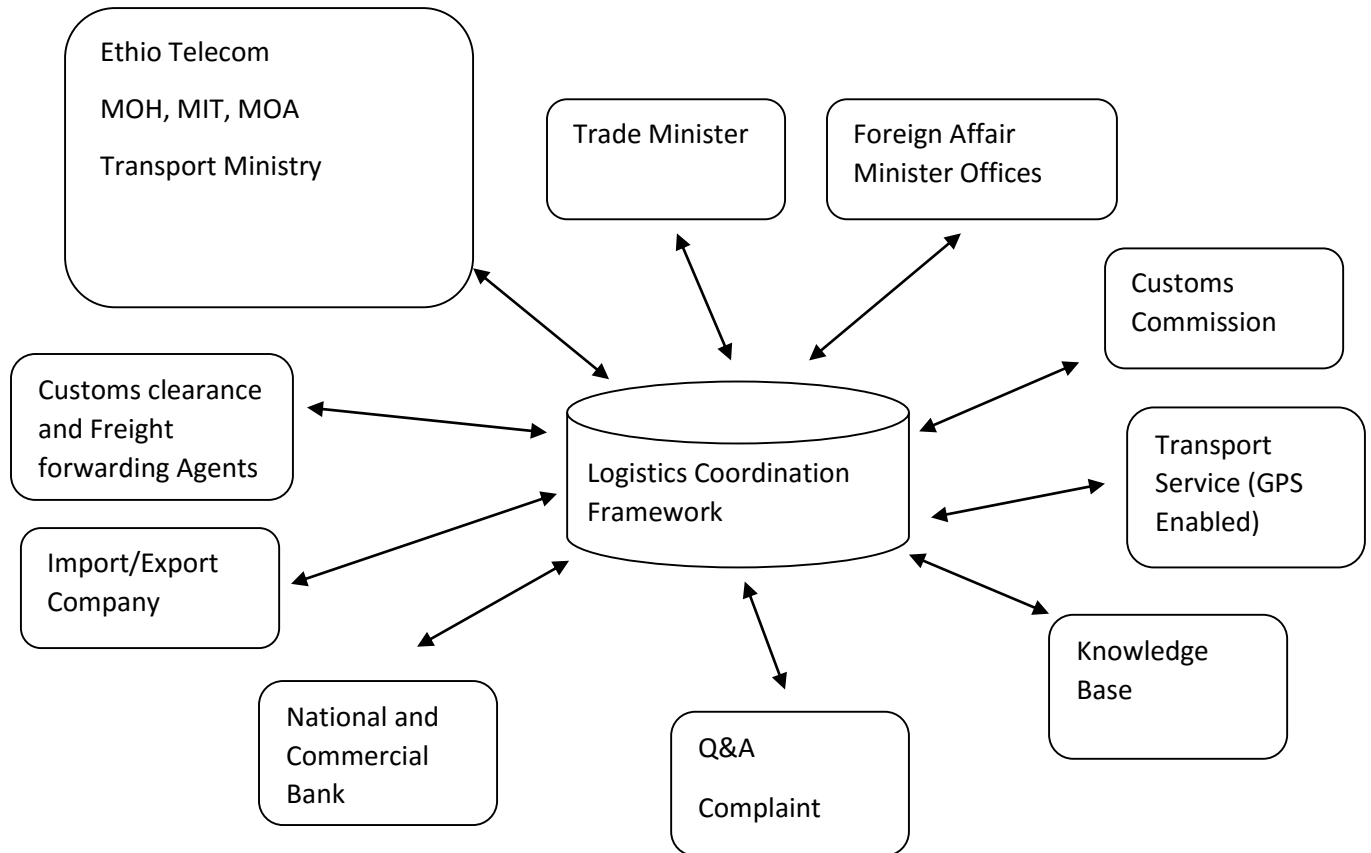 Ethio Telecom
MOH, MIT, MOA
Transport Ministry
Trade Minister
Foreign Affair
Minister Offices
Customs
Commission
Customs clearance
and Freight
forwarding Agents
Logistics Coordination
Framework
Transport
Service (GPS
Enabled)
Import/Export
Company
Knowledge
Base
National and
Commercial
Bank
Q&A
Complaint